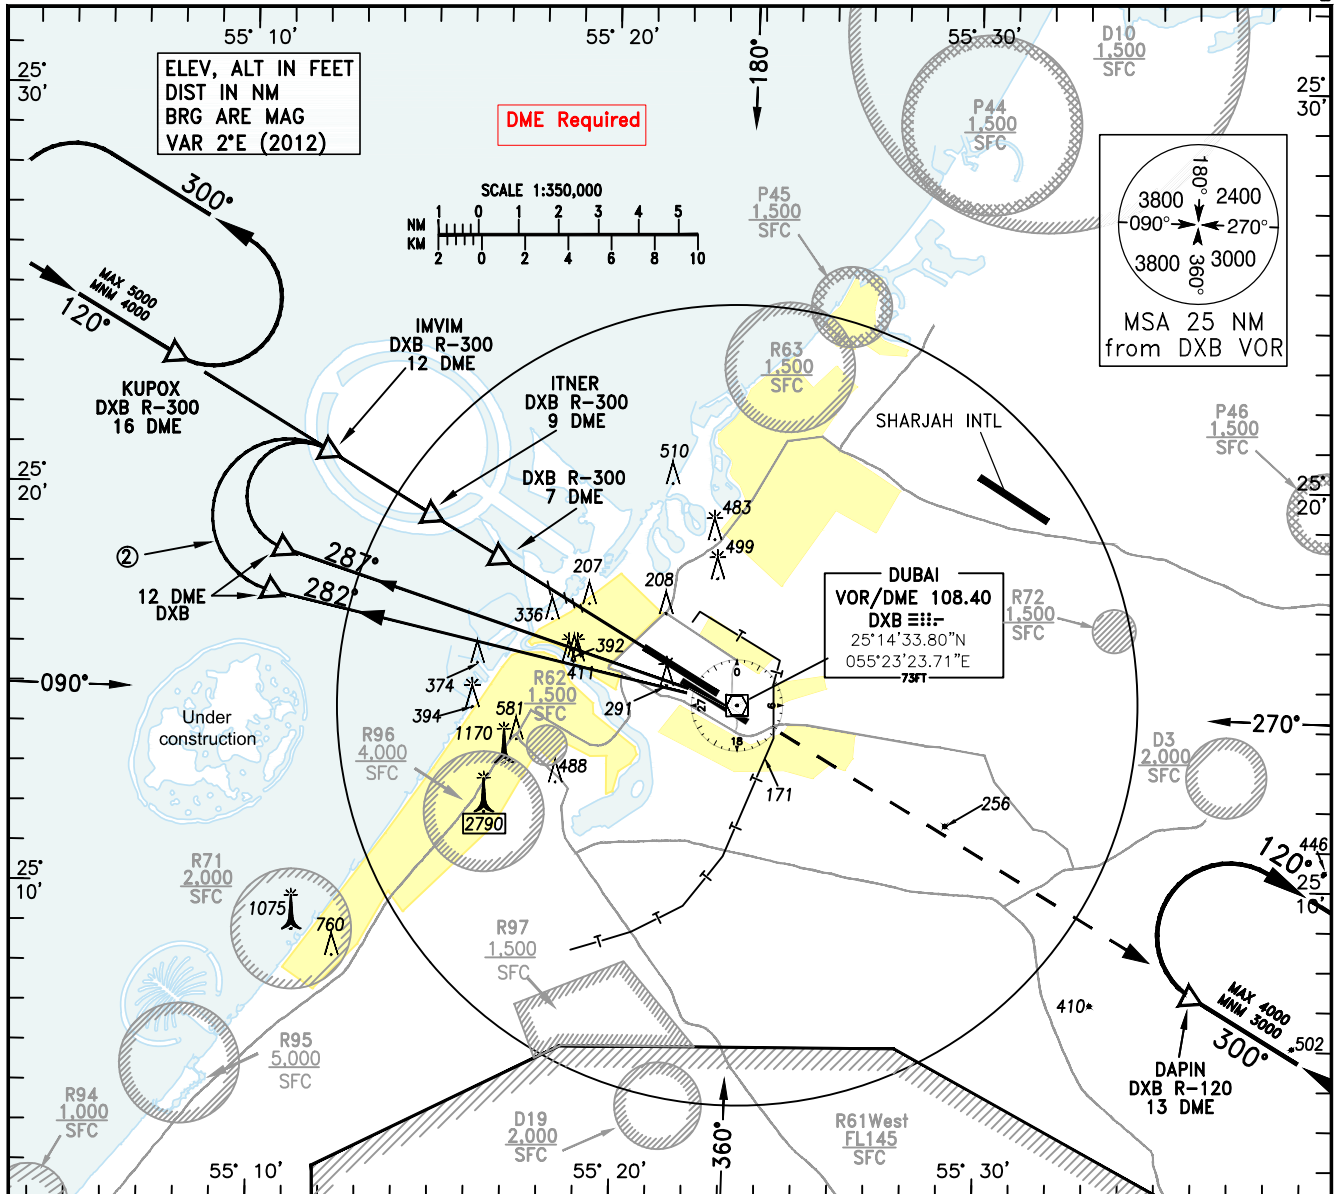 55° 10'
55° 20'
180°
55° 30'
25°
30'
25°
30'
ELEV, ALT IN FEET
DIST IN NM
BRG ARE MAG
VAR 2°E (2012)
DME Required
D10
1,500
SFC
P44
1,500
SFC
SCALE 1:350,000
NM
1 0 1 2 3 4 5
KM
2 0 2 4 6 8 10
P45
1,500
SFC
180°
3800
2400
090°
270°
3800
3000
360°
MSA 25 NM
from DXB VOR
300°
MAX 5000
MNM 4000
120°
KUPOX
DXB R-300
16 DME
IMVIM
DXB R-300
12 DME
ITNER
DXB R-300
9 DME
DXB R-300
7 DME
R63
1,500
SFC
SHARJAH INTL
P46
1,500
SFC
25°
20'
25°
20'
510
483
499
2
287°
282°
12 DME
DXB
207
208
336
392
411
374
394
291
DUBAI
VOR/DME 108.40
DXB
25°14'33.80"N
055°23'23.71"E
73FT
R72
1,500
SFC
0
9
18
27
R62
1,500
SFC
581
1170
488
090°
270°
Under
construction
R96
4,000
SFC
2790
D3
2,000
SFC
171
256
446
120°
25°
10'
25°
10'
R71
2,000
SFC
1075
760
R97
1,500
SFC
410
MAX 4000
MNM 3000
300°
502
DAPIN
DXB R-120
13 DME
R95
5,000
SFC
R94
1,000
SFC
D19
2,000
SFC
R61West
FL145
SFC
360°
55° 10'
55° 20'
55° 30'